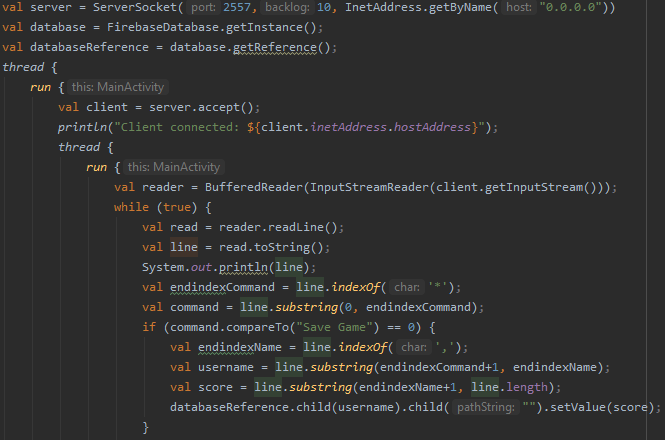 val server = ServerSocket( port: 2557, backlog: 10, InetAddress.getByName( host: "0.0.0.0"))
val database = FirebaseDatabase.getInstance();
val databaseReference = database.getReference();
thread {
run { this: MainActivity
val client = server.accept();
println("Client connected: ${client.inetAddress.hostAddress}");
thread {
run { this: MainActivity
val reader = BufferedReader(InputStreamReader(client.getInputStream()));
while (true) {
val read = reader.readLine();
val line = read.toString();
System.out.println(line);
val endindexCommand = line.indexOf( char: '*');
val command = line.substring(0, endindexCommand);
if (command.compareTo("Save Game") == 0) {
val endindexName = line.indexOf( char: ',');
val username = line.substring(endindexCommand+1, endindexName);
val score = line.substring(endindexName+1, line.length);
databaseReference.child(username).child( pathString: "").setValue(score);
}